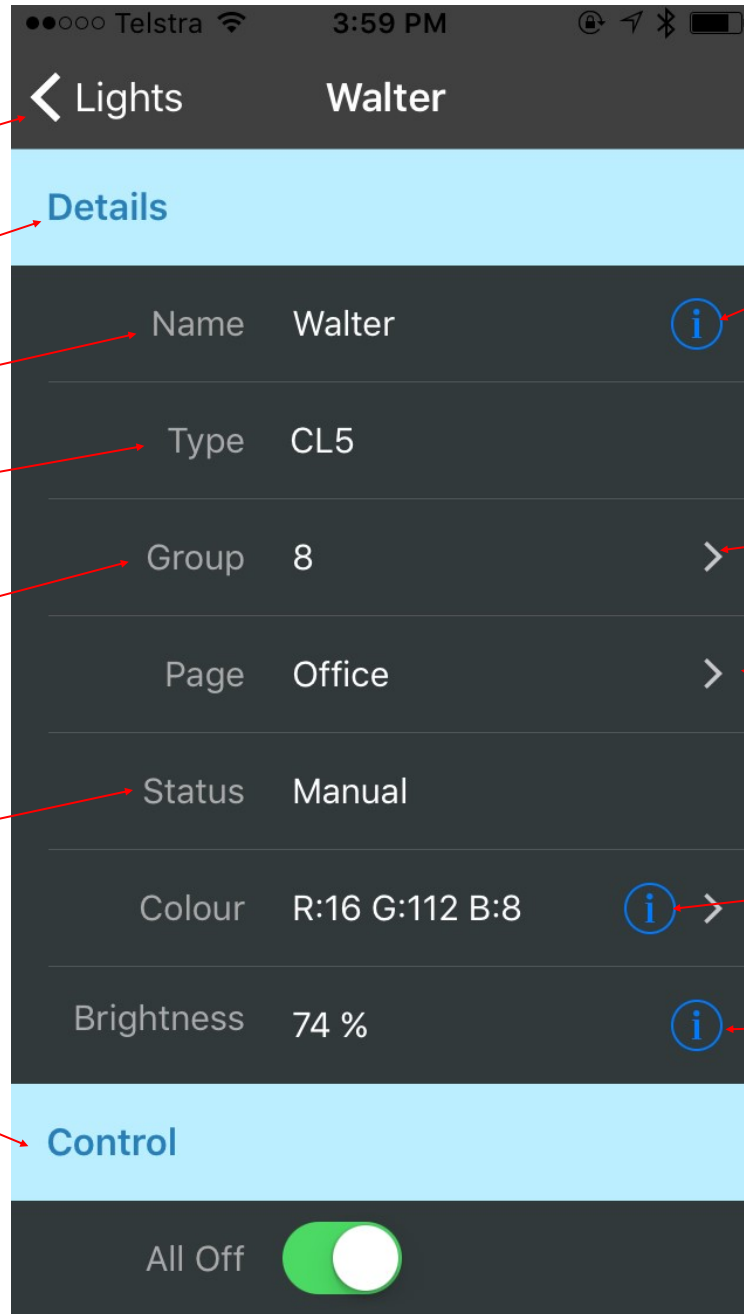 Telstra 3:59 PM
Lights Walter
Details
Name Walter i
Type CL5
Group 8
Page Office
Status Manual
Colour R:16 G:112 B:8 i
Brightness 74 % i
Control
All Off